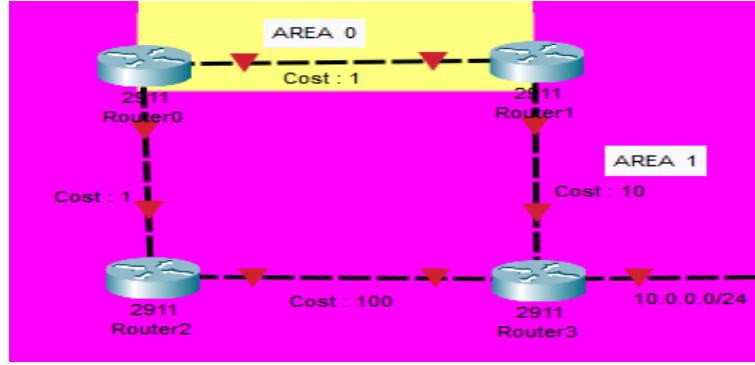 AREA 0
Cost : 1
2911
Router0
2911
Router1
AREA 1
Cost : 1
Cost : 10
2911
Router2
Cost : 100
2911
Router3
10.0.0.0/24